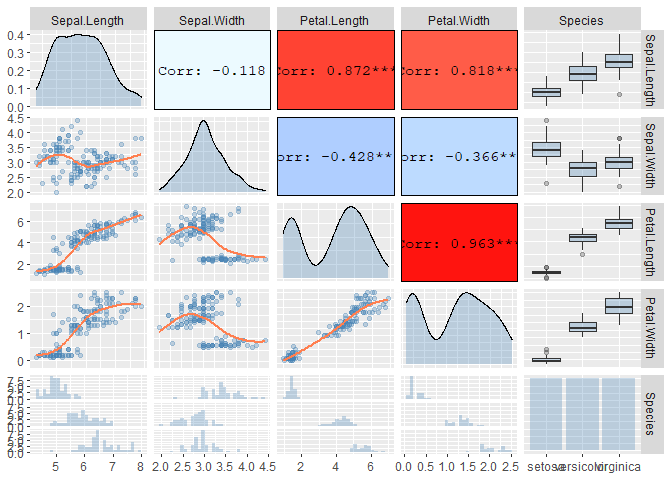 Sepal.Length Sepal.Width Petal.Length Petal.Width Species
0.4
0.3
0.2
0.1
0.0
Corr: -0.118
Corr: 0.872***
Corr: 0.818***
Sepal.Length
4.5
4.0
3.5
3.0
2.5
2.0
Corr: -0.428***
Corr: -0.366***
Sepal.Width
6
4
2
Corr: 0.963***
Petal.Length
2
1
0
Petal.Width
7.5
5.0
2.5
0.0
7.5
5.0
2.5
0.0
7.5
5.0
2.5
0.0
Species
5 6 7 8 2.0 2.5 3.0 3.5 4.0 4.5 2 4 6 0.0 0.5 1.0 1.5 2.0 2.5 setosa versicolor virginica